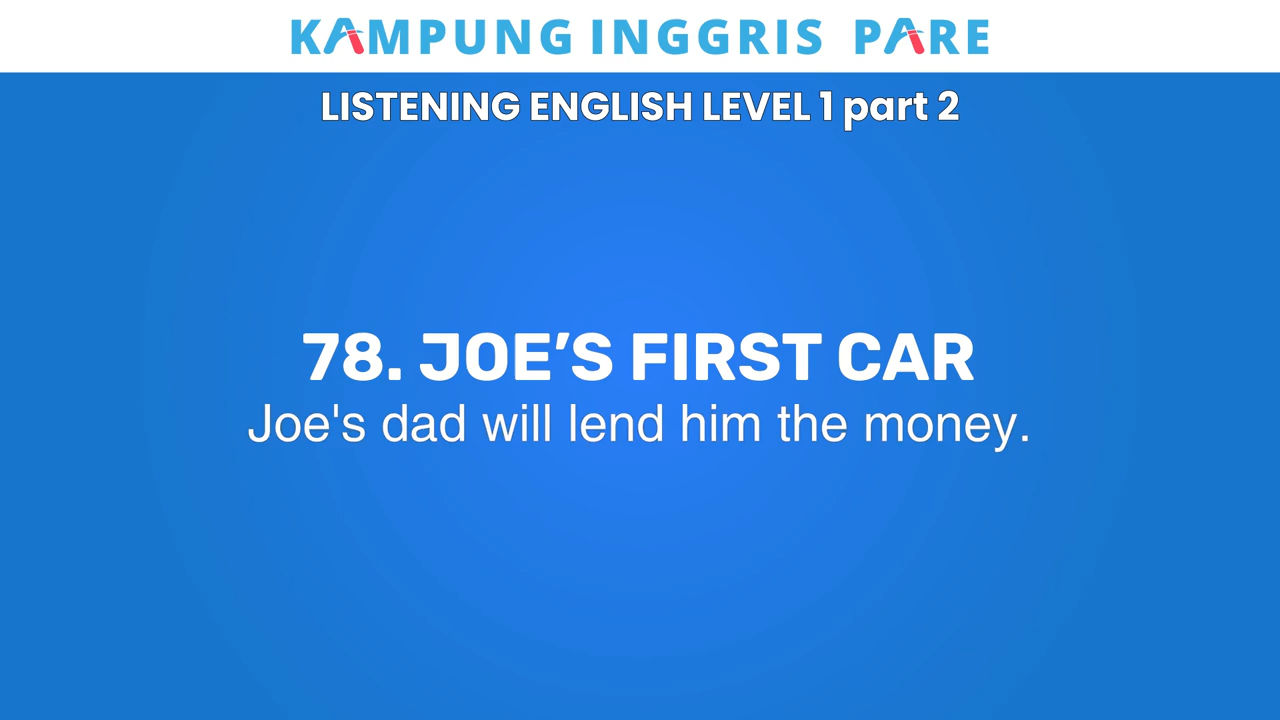 KAMPUNG INGGRIS PARE
LISTENING ENGLISH LEVEL 1 part 2
78. JOE’S FIRST CAR
Joe's dad will lend him the money.